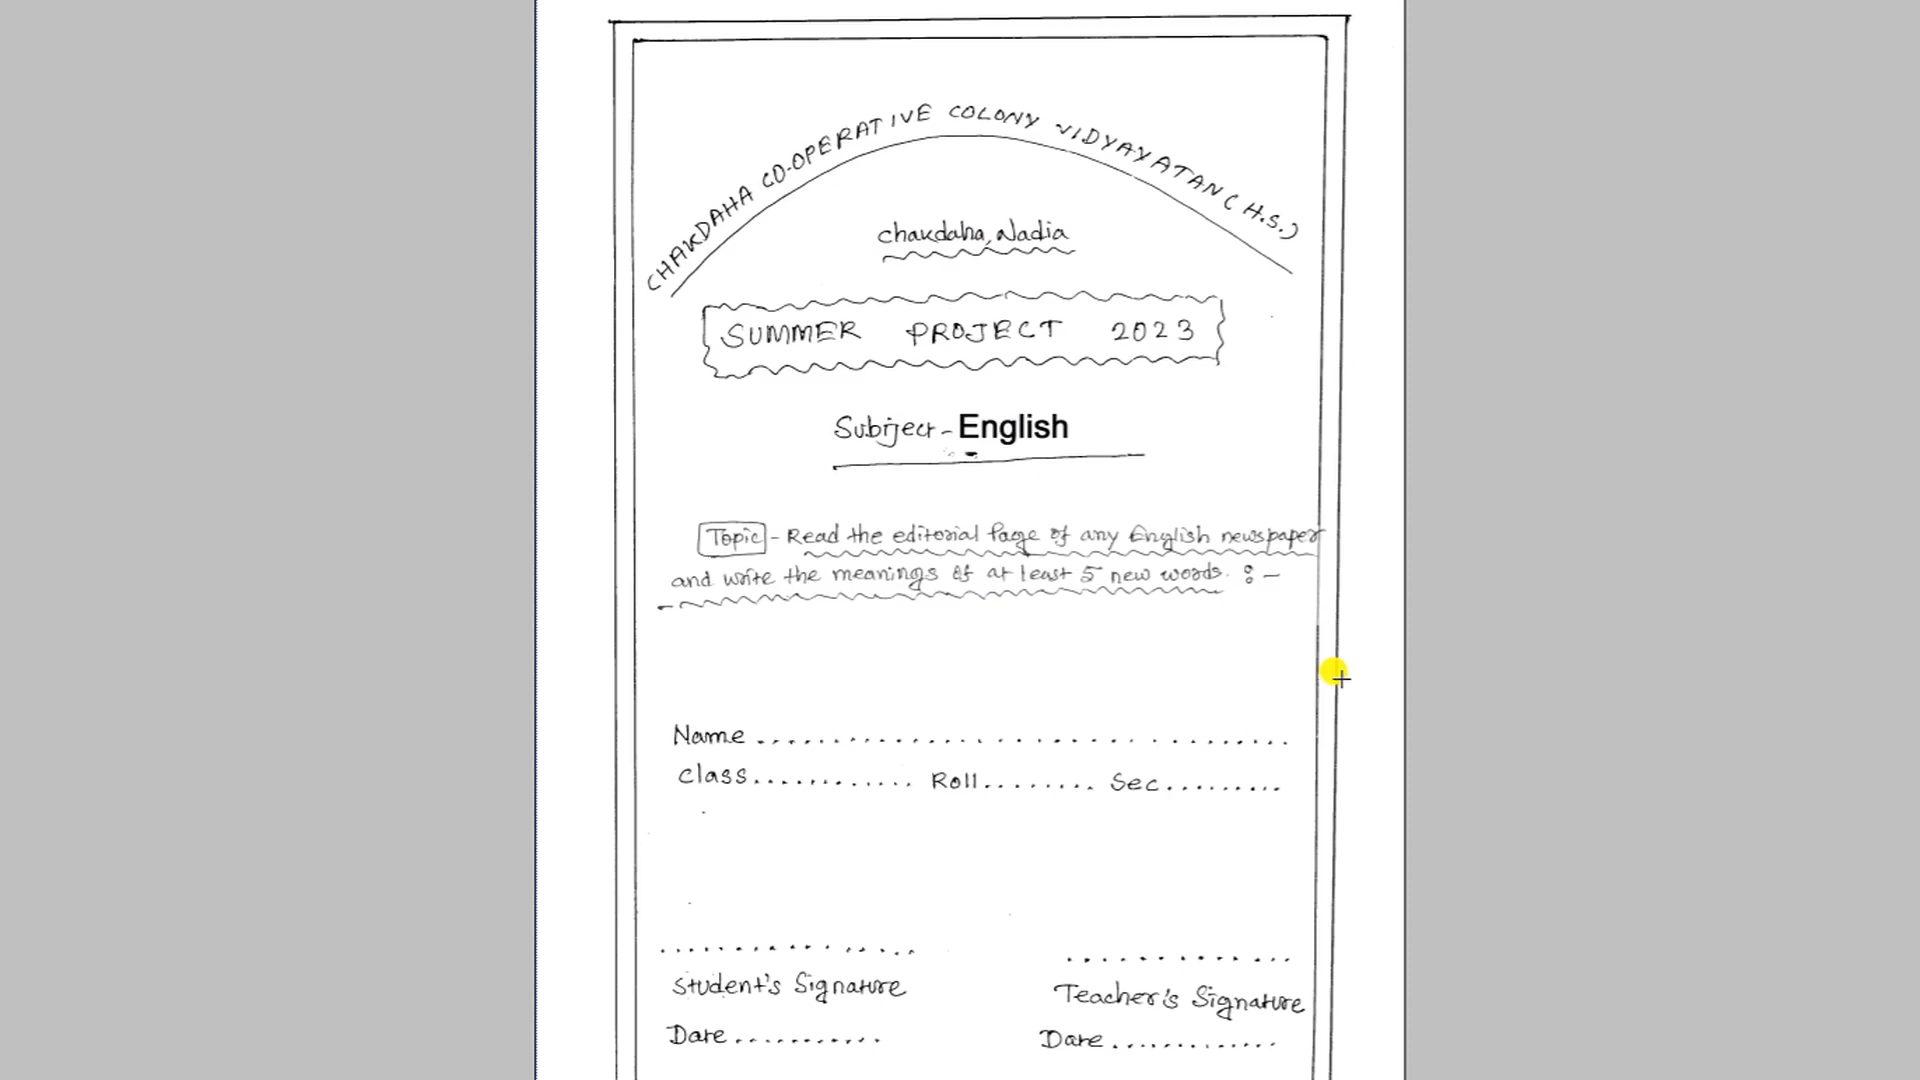 CHAKDAHA CO-OPERATIVE COLONY VIDYAYATAN (H.S.)
Chakdaha, Nadia
SUMMER PROJECT 2023
Subject - English
Topic - Read the editorial page of any English newspaper
and write the meanings of at least 5 new words. : -
Name .................................
Class............ Roll........ Sec.........
.............. .............
Student's Signature Teacher's Signature
Date ........... Date .............